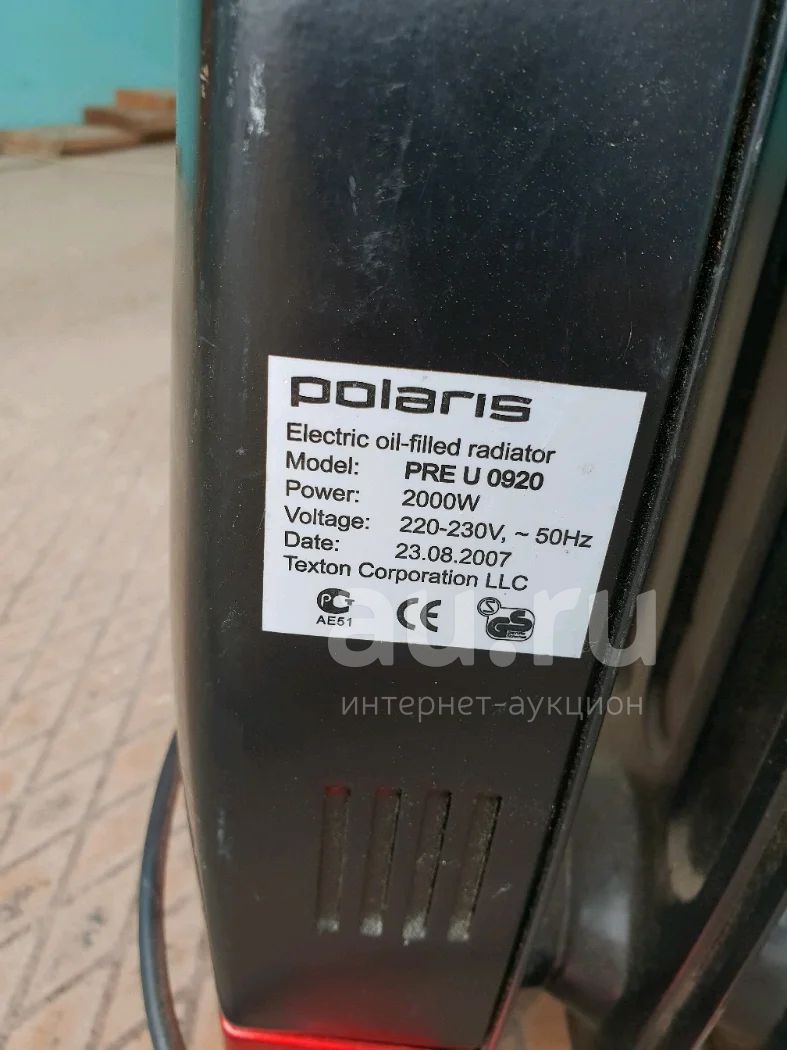 polaris
Electric oil-filled radiator
Model: PRE U 0920
Power: 2000W
Voltage: 220-230V, ~ 50Hz
Date: 23.08.2007
Texton Corporation LLC
РСТ CE GS
AE51
au.ru
интернет-аукцион